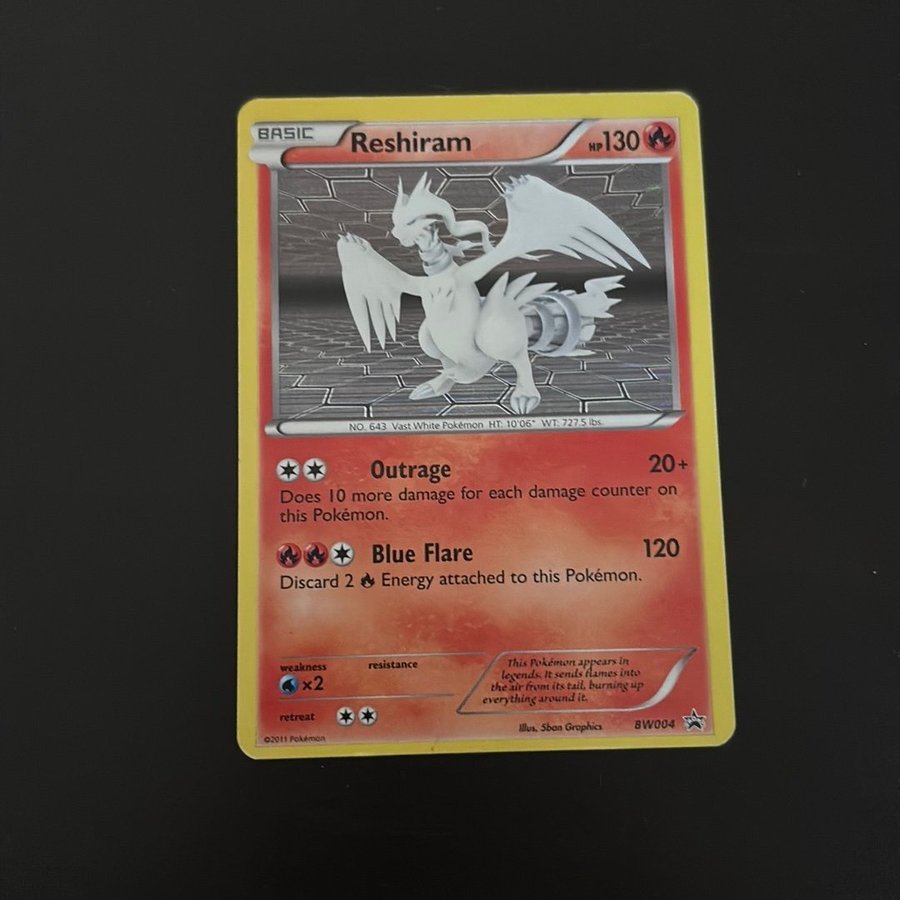 BASIC Reshiram HP130
NO. 643 Vast White Pokémon HT: 10'06" WT: 727.5 lbs.
Outrage 20+
Does 10 more damage for each damage counter on
this Pokémon.
Blue Flare 120
Discard 2 Energy attached to this Pokémon.
weakness resistance
×2
This Pokémon appears in
legends. It sends flames into
the air from its tail, burning up
everything around it.
retreat
Illus. 5ban Graphics BW004
©2011 Pokémon